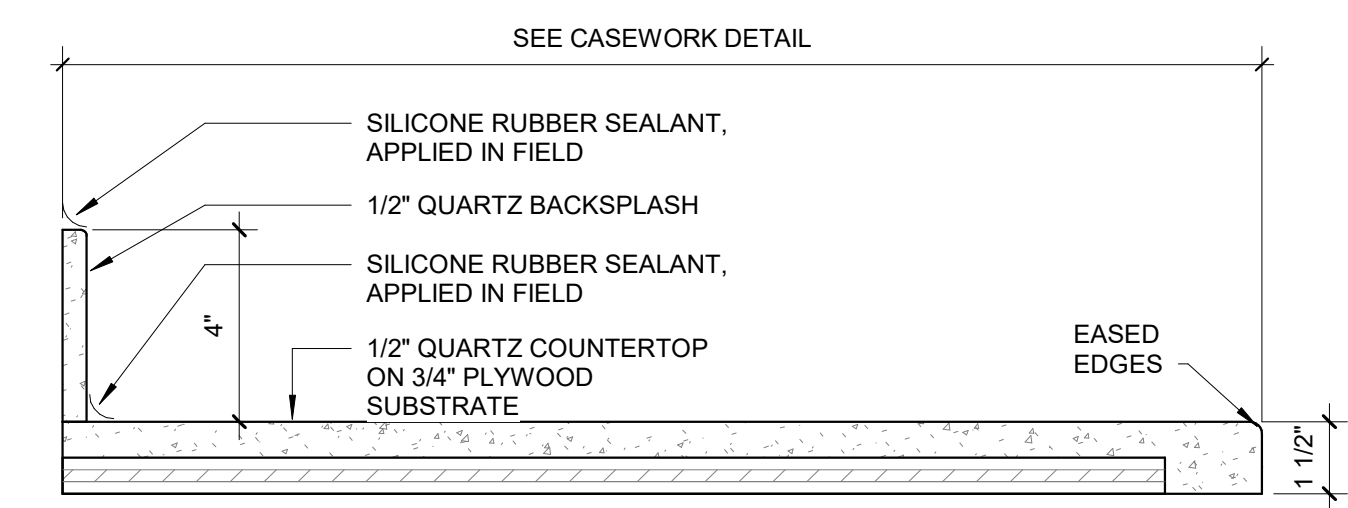 SEE CASEWORK DETAIL
SILICONE RUBBER SEALANT,
APPLIED IN FIELD
1/2" QUARTZ BACKSPLASH
SILICONE RUBBER SEALANT,
APPLIED IN FIELD
4"
1/2" QUARTZ COUNTERTOP
ON 3/4" PLYWOOD
SUBSTRATE
EASED
EDGES
1 1/2"